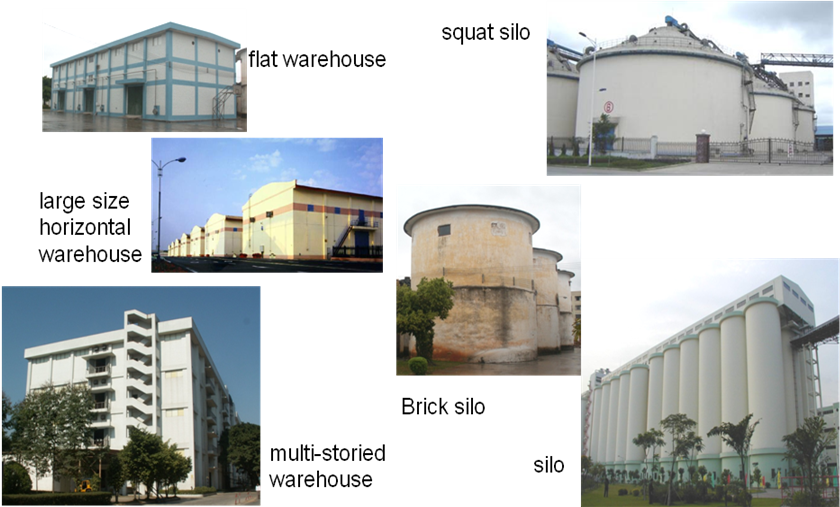 flat warehouse
squat silo
large size
horizontal
warehouse
Brick silo
multi-storied
warehouse
silo